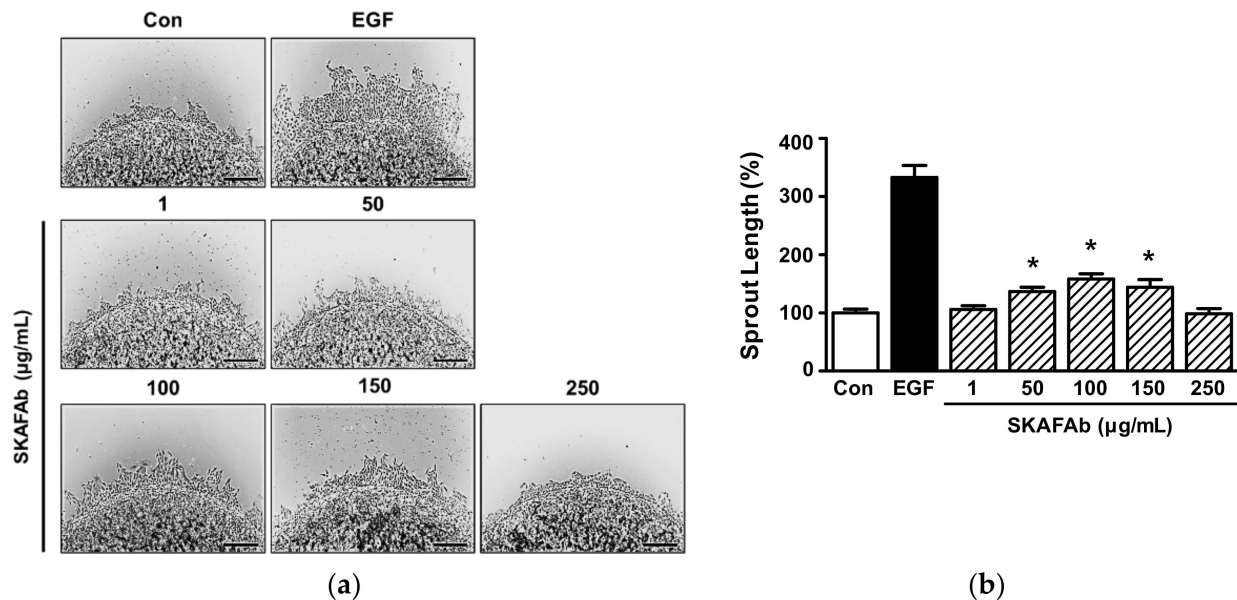 Con EGF
1 50
100 150 250
SKAFAb (µg/mL)
(a)
Sprout Length (%)
400
300
200
100
0
* * *
Con EGF 1 50 100 150 250
SKAFAb (µg/mL)
(b)